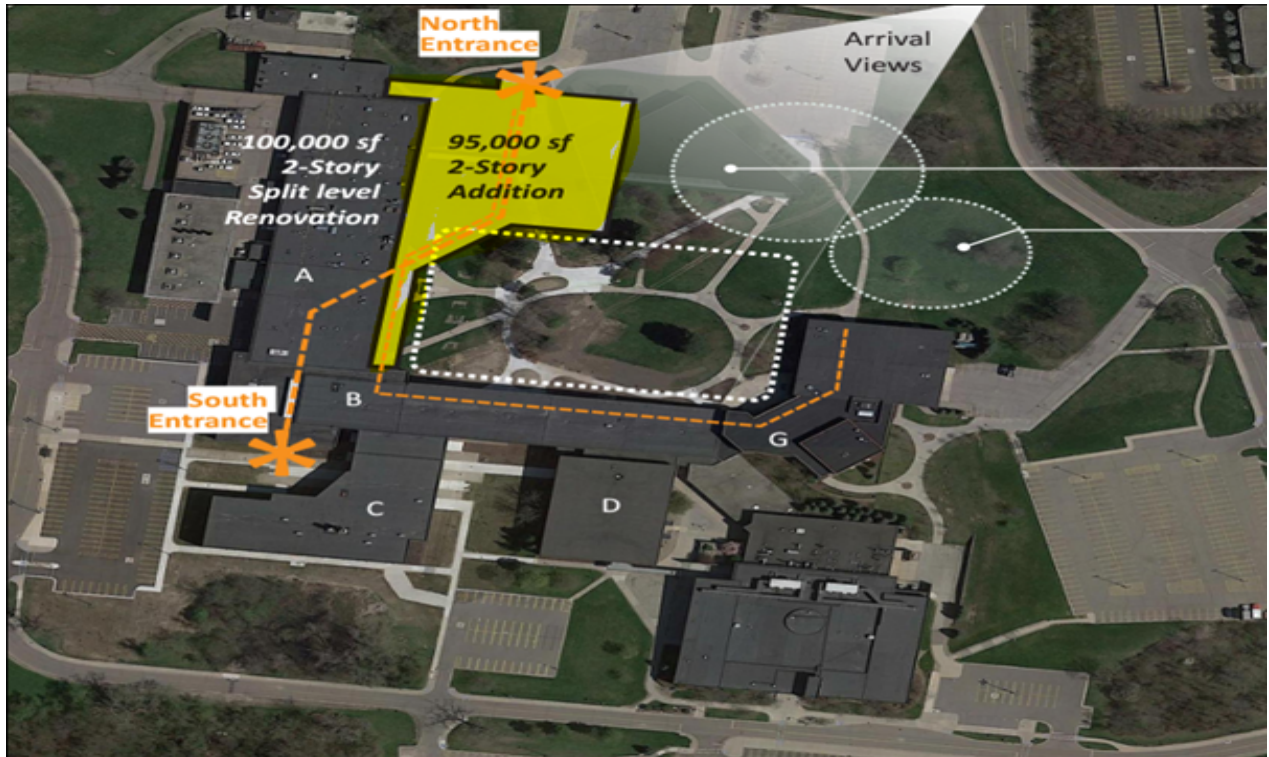 North
Entrance
Arrival
Views
100,000 sf
2-Story
Split level
Renovation
95,000 sf
2-Story
Addition
A
South
Entrance
B
G
C
D